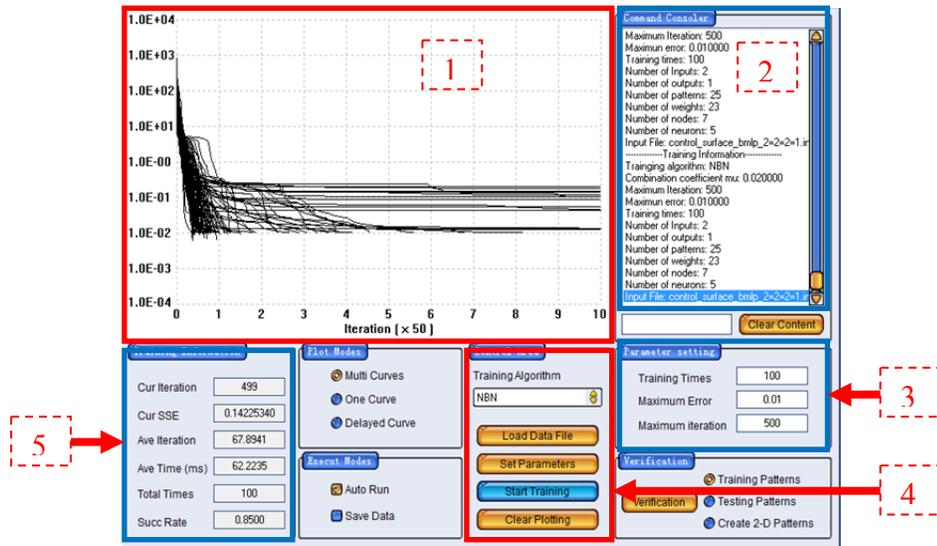 1.0E+04
1.0E+03
1.0E+02
1.0E+01
1.0E-00
1.0E-01
1.0E-02
1.0E-03
1.0E-04
0 1 2 3 4 5 6 7 8 9 10
Iteration ( x 50 )
1
Command Consoler
Maximum Iteration: 500
Maximun error: 0.010000
Training times: 100
Number of Inputs: 2
Number of outputs: 1
Number of patterns: 25
Number of weights: 23
Number of nodes: 7
Number of neurons: 5
Input File: control_surface_bmlp_2=2=2=1.in
--------------Training Information--------------
Trainging algorithm: NBN
Combination coefficient mu: 0.020000
Maximum Iteration: 500
Maximun error: 0.010000
Training times: 100
Number of Inputs: 2
Number of outputs: 1
Number of patterns: 25
Number of weights: 23
Number of nodes: 7
Number of neurons: 5
Input File: control_surface_bmlp_2=2=2=1.in
2
Clear Content
Training Information
Cur Iteration 499
Cur SSE 0.14225340
Ave Iteration 67.8941
Ave Time (ms) 62.2235
Total Times 100
Succ Rate 0.8500
5
Plot Modes
Multi Curves
One Curve
Delayed Curve
Execut Modes
Auto Run
Save Data
Control Area
Training Algorithm
NBN
Load Data File
Set Parameters
Start Training
Clear Plotting
Parameter setting
Training Times 100
Maximum Error 0.01
Maximum iteration 500
3
Verification
Verification
Training Patterns
Testing Patterns
Create 2-D Patterns
4